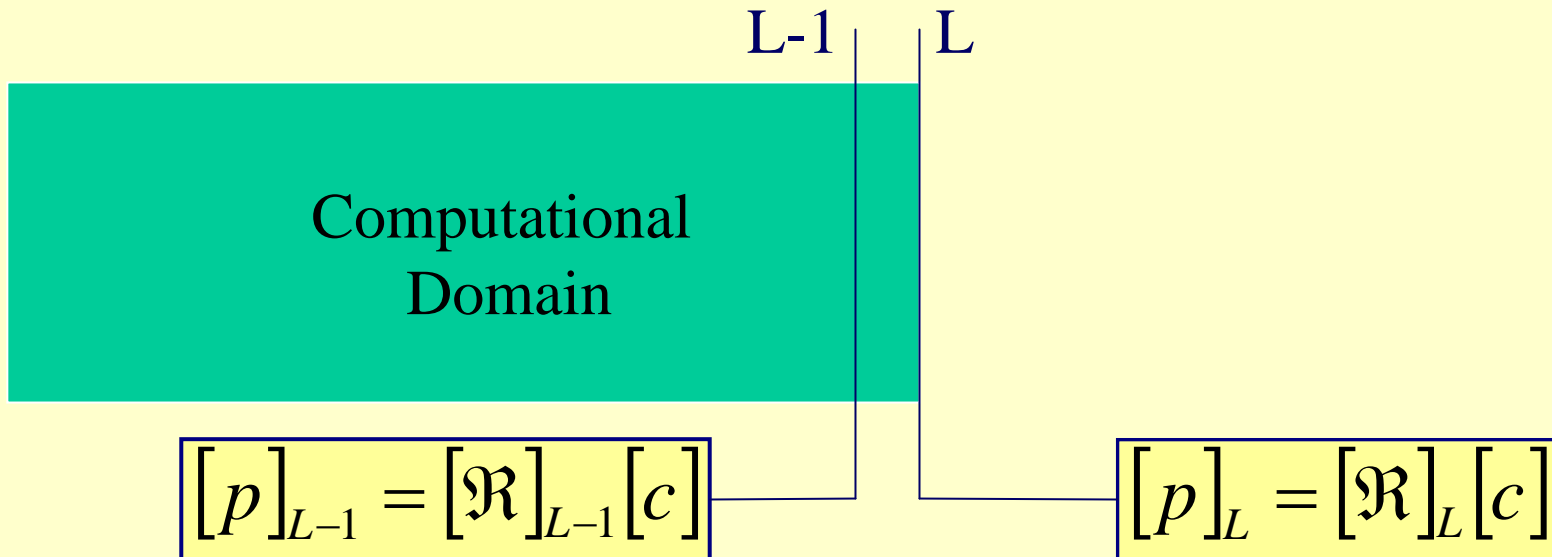 L-1 L
Computational
Domain
[p]_{L-1} = [ℜ]_{L-1}[c]
[p]_L = [ℜ]_L[c]